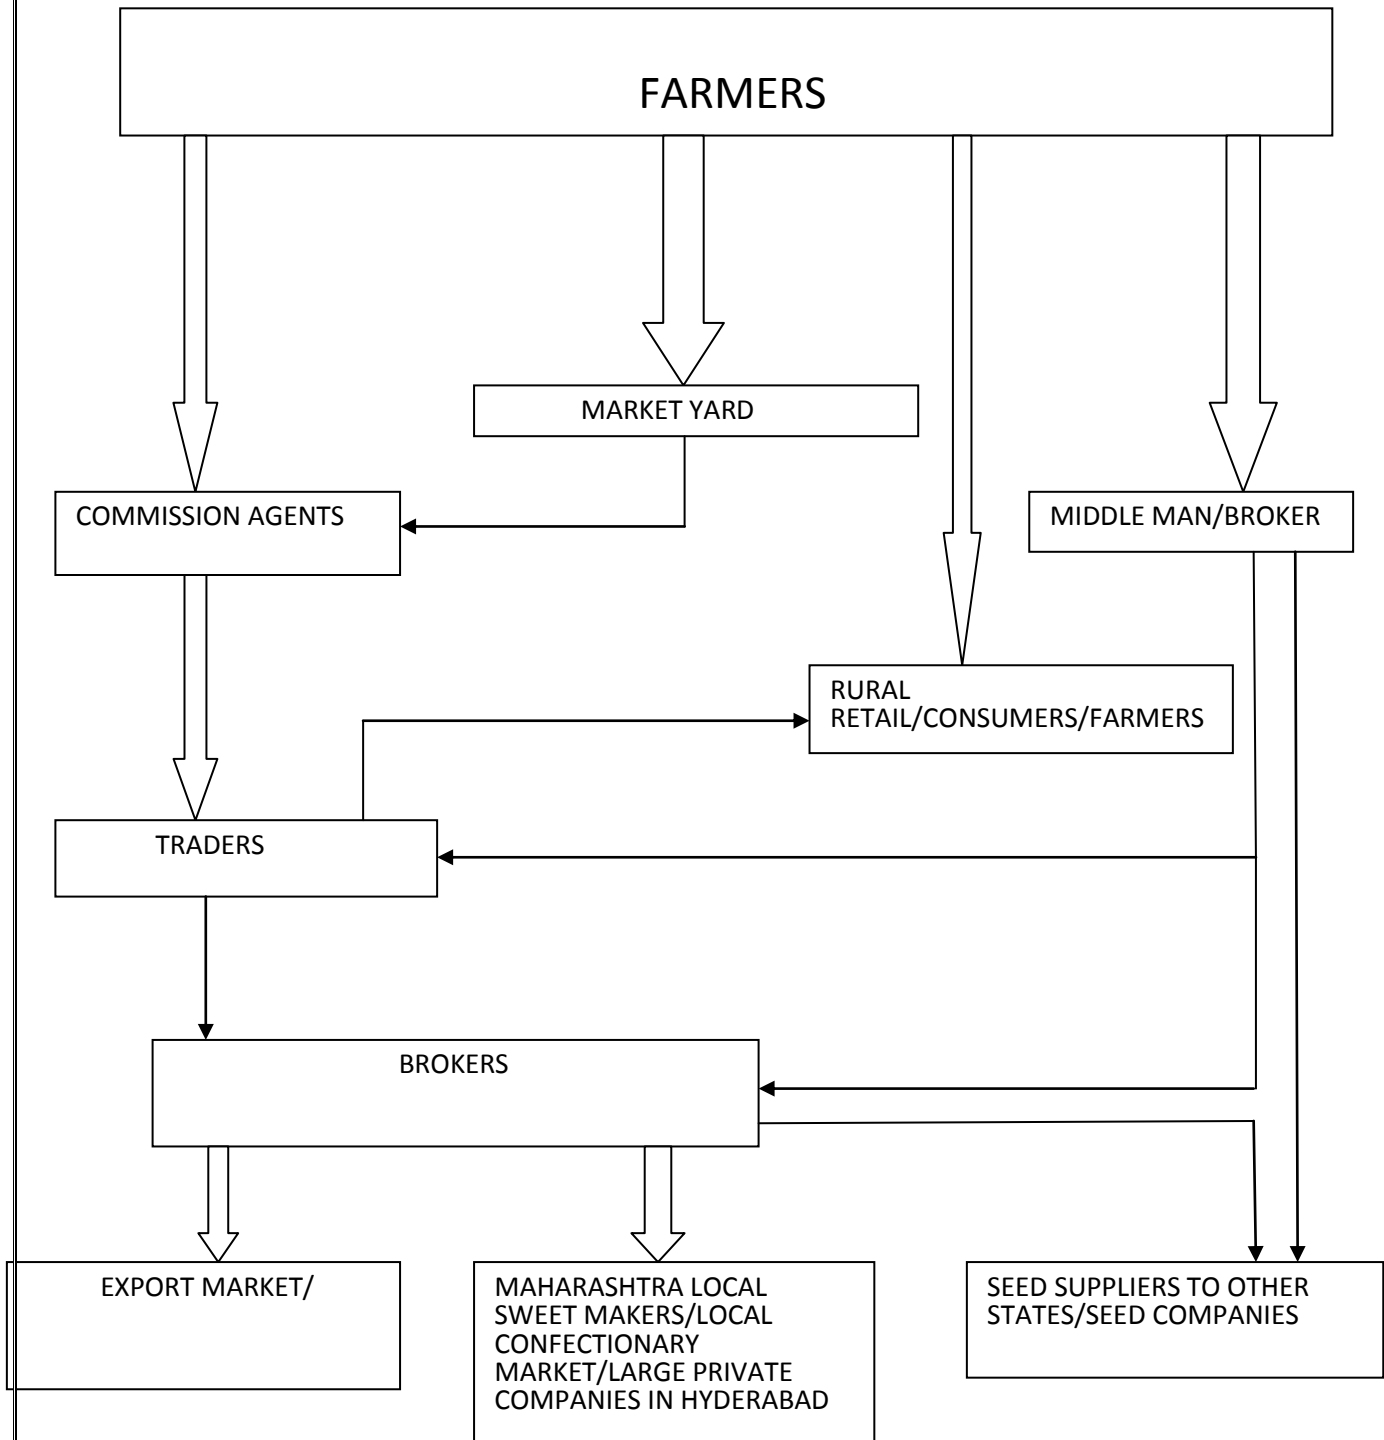 FARMERS
MARKET YARD
COMMISSION AGENTS
MIDDLE MAN/BROKER
RURAL
RETAIL/CONSUMERS/FARMERS
TRADERS
BROKERS
EXPORT MARKET/
MAHARASHTRA LOCAL
SWEET MAKERS/LOCAL
CONFECTIONARY
MARKET/LARGE PRIVATE
COMPANIES IN HYDERABAD
SEED SUPPLIERS TO OTHER
STATES/SEED COMPANIES